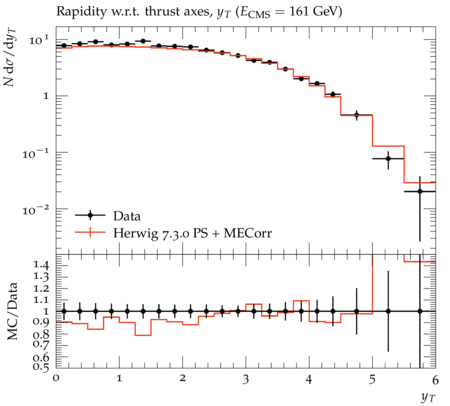 Rapidity w.r.t. thrust axes, y_T (E_CMS = 161 GeV)
N dσ/dy_T
10^1
1
10^−1
10^−2
Data
Herwig 7.3.0 PS + MECorr
MC/Data
1.4
1.3
1.2
1.1
1
0.9
0.8
0.7
0.6
0.5
0 1 2 3 4 5 6
y_T